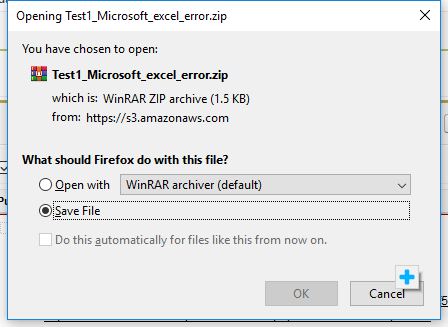 Opening Test1_Microsoft_excel_error.zip
You have chosen to open:
Test1_Microsoft_excel_error.zip
which is: WinRAR ZIP archive (1.5 KB)
from: https://s3.amazonaws.com
What should Firefox do with this file?
Open with WinRAR archiver (default)
Save File
Do this automatically for files like this from now on.
OK Cancel